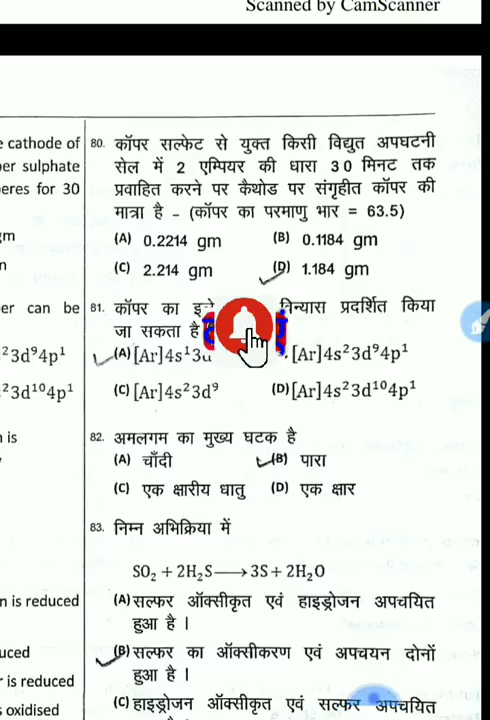 Scanned by CamScanner
e cathode of
er sulphate
eres for 30
gm
n
er can be
²3d⁹4p¹
²3d¹⁰4p¹
n is
n is reduced
uced
r is reduced
s oxidised
80. कॉपर सल्फेट से युक्त किसी विद्युत अपघटनी
सेल में 2 एम्पियर की धारा 30 मिनट तक
प्रवाहित करने पर कैथोड पर संग्रहीत कॉपर की
मात्रा है – (कॉपर का परमाणु भार = 63.5)
(A) 0.2214 gm (B) 0.1184 gm
(C) 2.214 gm (D) 1.184 gm
81. कॉपर का विन्यास प्रदर्शित किया
जा सकता है
(A) [Ar]4s¹3d [Ar]4s²3d⁹4p¹
(C) [Ar]4s²3d⁹ (D) [Ar]4s²3d¹⁰4p¹
82. अमलगम का मुख्य घटक है
(A) चाँदी (B) पारा
(C) एक क्षारीय धातु (D) एक क्षार
83. निम्न अभिक्रिया में
SO₂ + 2H₂S ⟶ 3S + 2H₂O
(A) सल्फर ऑक्सीकृत एवं हाइड्रोजन अपचयित
हुआ है ।
(B) सल्फर का ऑक्सीकरण एवं अपचयन दोनों
हुआ है ।
(C) हाइड्रोजन ऑक्सीकृत एवं सल्फर अपचयित